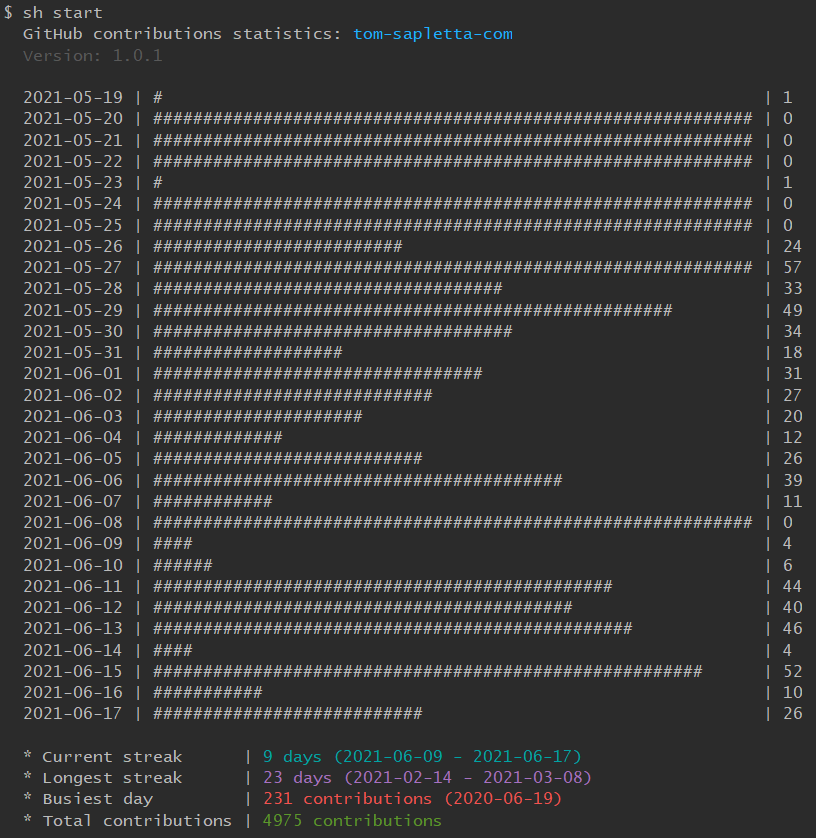 $ sh start
GitHub contributions statistics: tom-sapletta-com
Version: 1.0.1
2021-05-19 | #                                                            | 1
2021-05-20 | ############################################################ | 0
2021-05-21 | ############################################################ | 0
2021-05-22 | ############################################################ | 0
2021-05-23 | #                                                            | 1
2021-05-24 | ############################################################ | 0
2021-05-25 | ############################################################ | 0
2021-05-26 | #########################                                    | 24
2021-05-27 | ############################################################ | 57
2021-05-28 | ###################################                          | 33
2021-05-29 | ####################################################         | 49
2021-05-30 | ####################################                         | 34
2021-05-31 | ###################                                          | 18
2021-06-01 | #################################                            | 31
2021-06-02 | ############################                                 | 27
2021-06-03 | #####################                                        | 20
2021-06-04 | #############                                                | 12
2021-06-05 | ###########################                                  | 26
2021-06-06 | #########################################                    | 39
2021-06-07 | ############                                                 | 11
2021-06-08 | ############################################################ | 0
2021-06-09 | ####                                                         | 4
2021-06-10 | ######                                                       | 6
2021-06-11 | ##############################################               | 44
2021-06-12 | ##########################################                   | 40
2021-06-13 | ################################################             | 46
2021-06-14 | ####                                                         | 4
2021-06-15 | #######################################################      | 52
2021-06-16 | ###########                                                  | 10
2021-06-17 | ###########################                                  | 26
* Current streak      | 9 days (2021-06-09 - 2021-06-17)
* Longest streak      | 23 days (2021-02-14 - 2021-03-08)
* Busiest day         | 231 contributions (2020-06-19)
* Total contributions | 4975 contributions